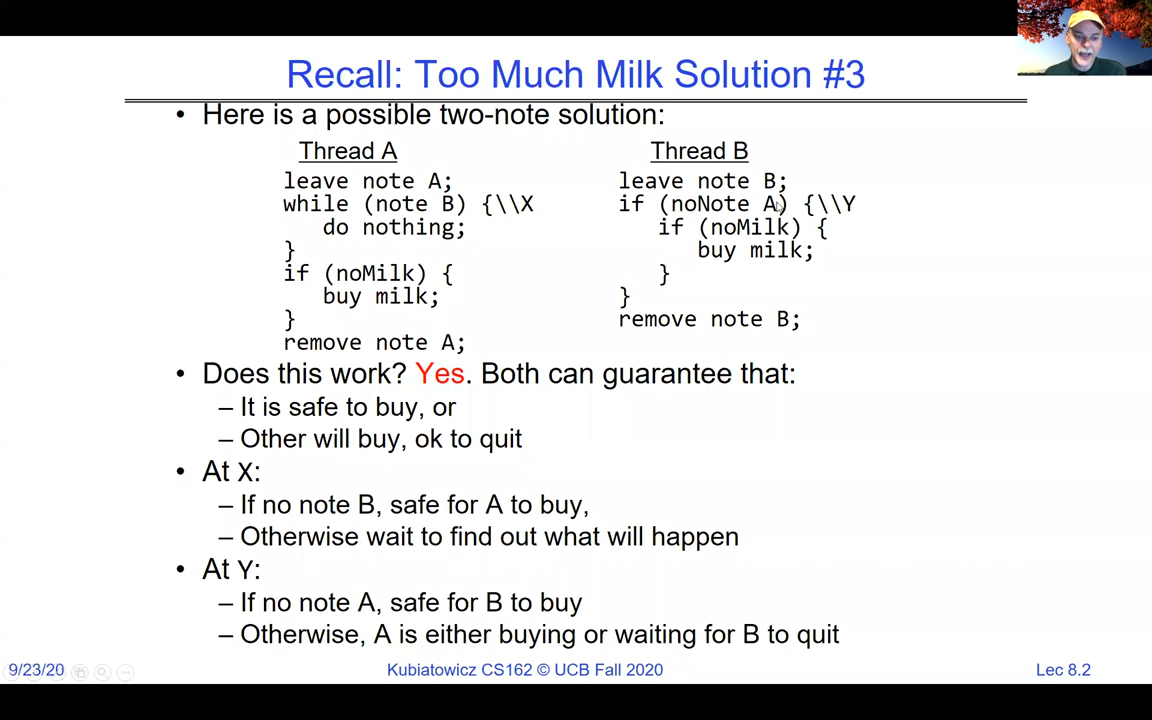 Recall: Too Much Milk Solution #3
• Here is a possible two-note solution:
Thread A
leave note A;
while (note B) {\\X
do nothing;
}
if (noMilk) {
buy milk;
}
remove note A;
Thread B
leave note B;
if (noNote A) {\\Y
if (noMilk) {
buy milk;
}
}
remove note B;
• Does this work? Yes. Both can guarantee that:
– It is safe to buy, or
– Other will buy, ok to quit
• At X:
– If no note B, safe for A to buy,
– Otherwise wait to find out what will happen
• At Y:
– If no note A, safe for B to buy
– Otherwise, A is either buying or waiting for B to quit
9/23/20
Kubiatowicz CS162 © UCB Fall 2020
Lec 8.2